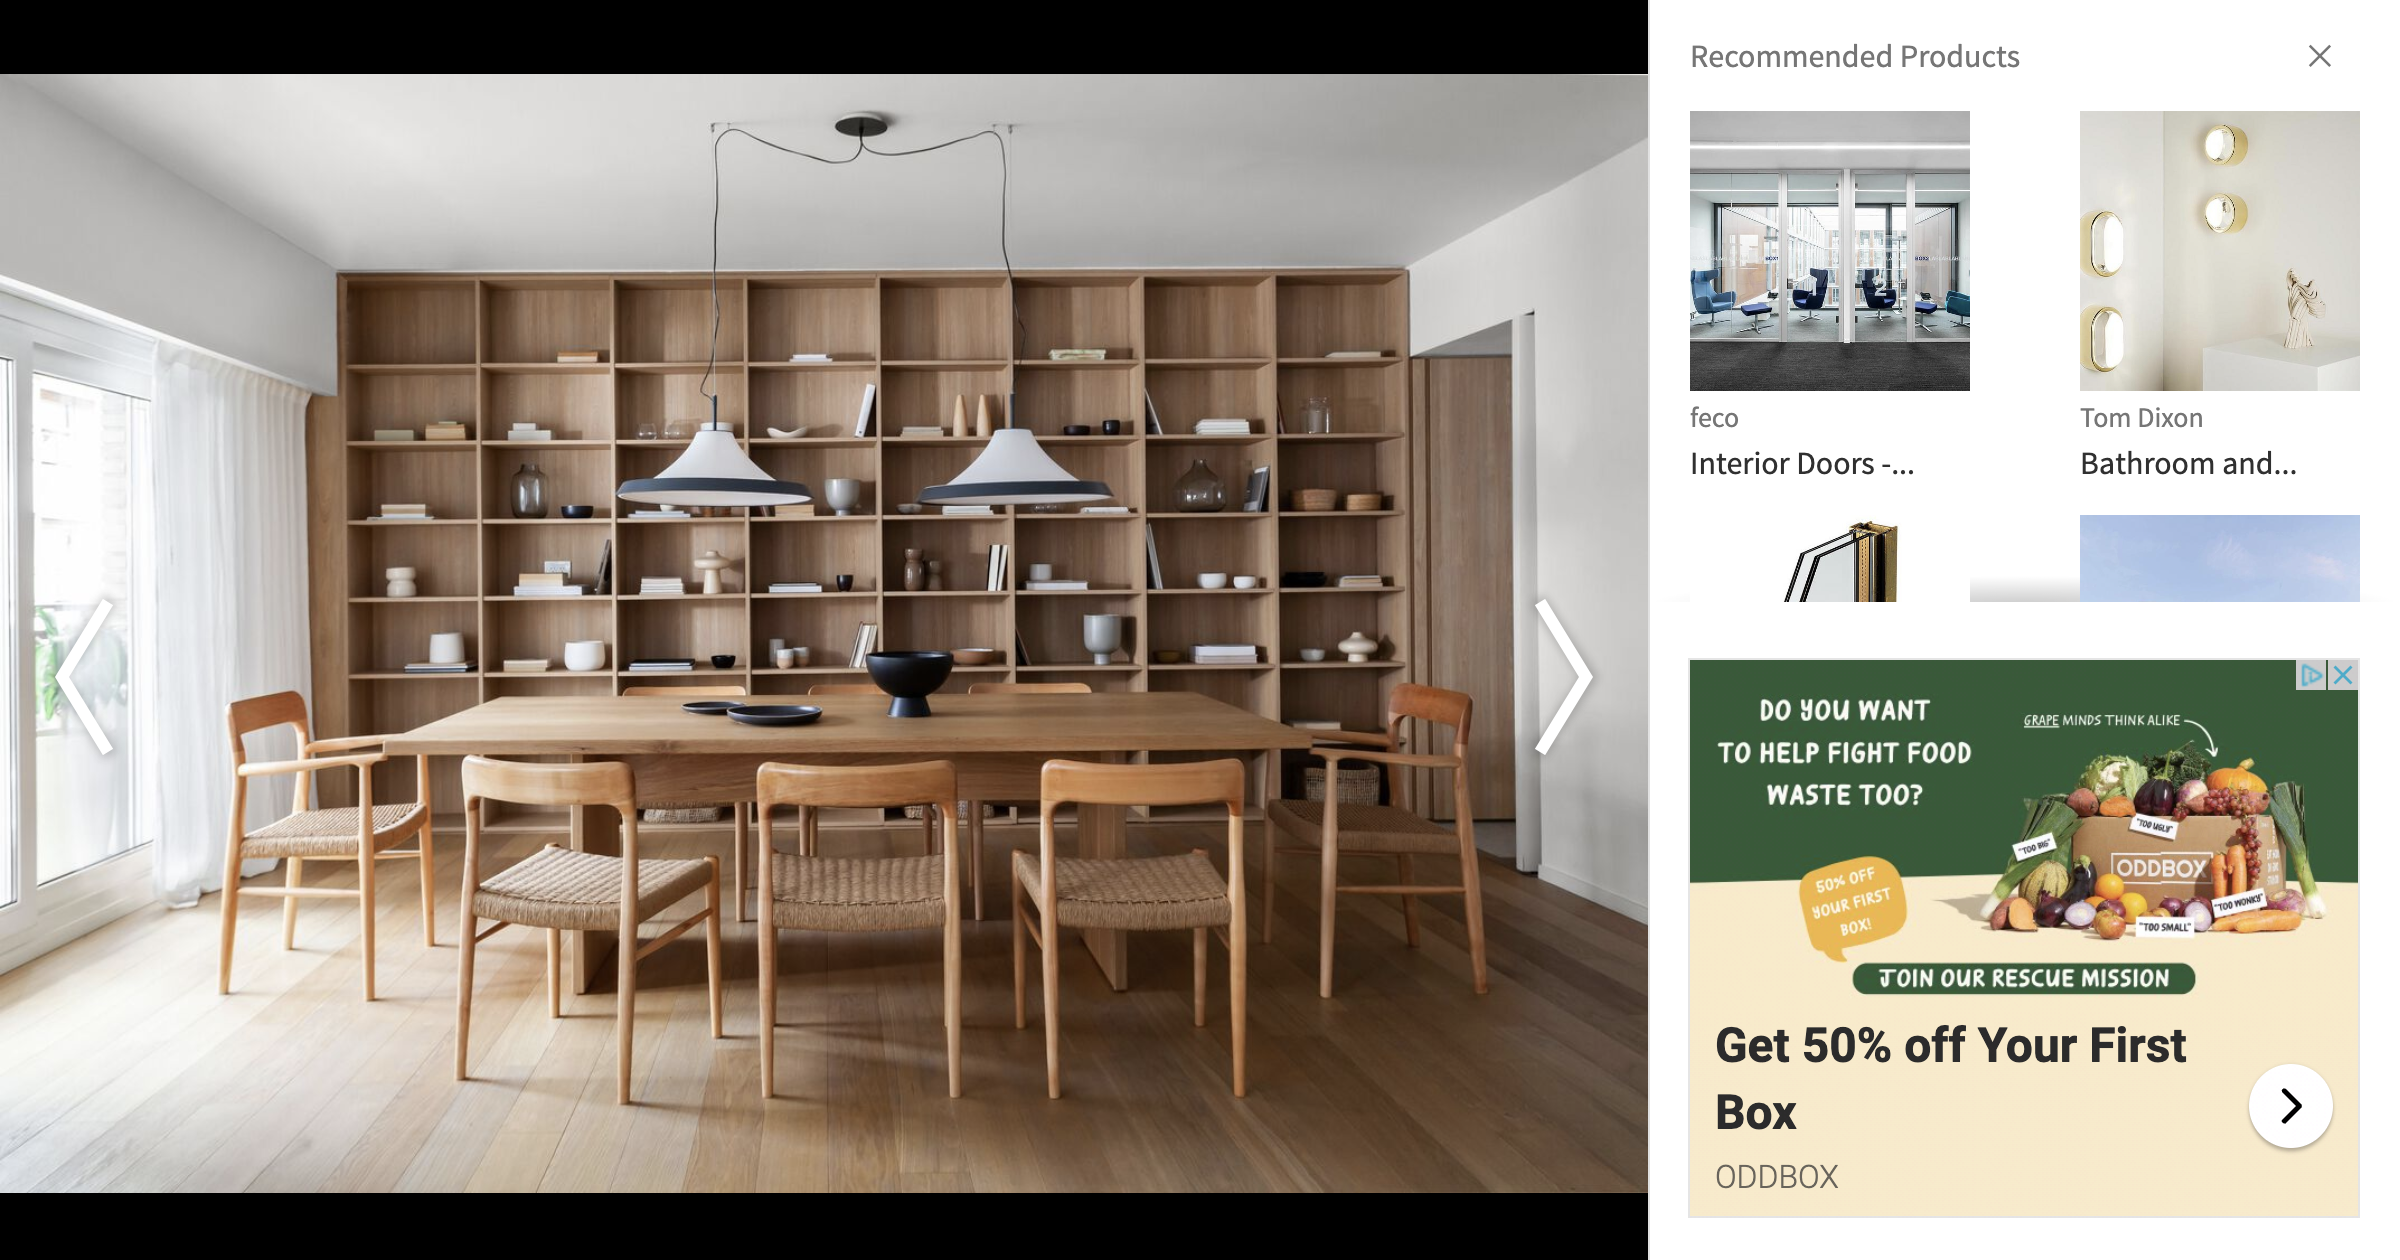 Recommended Products
feco
Interior Doors -...
Tom Dixon
Bathroom and...
DO YOU WANT
TO HELP FIGHT FOOD
WASTE TOO?
GRAPE MINDS THINK ALIKE
"TOO UGLY"
"TOO BIG"
ODDBOX
"TOO WONKY"
"TOO SMALL"
50% OFF
YOUR FIRST
BOX!
JOIN OUR RESCUE MISSION
Get 50% off Your First
Box
ODDBOX